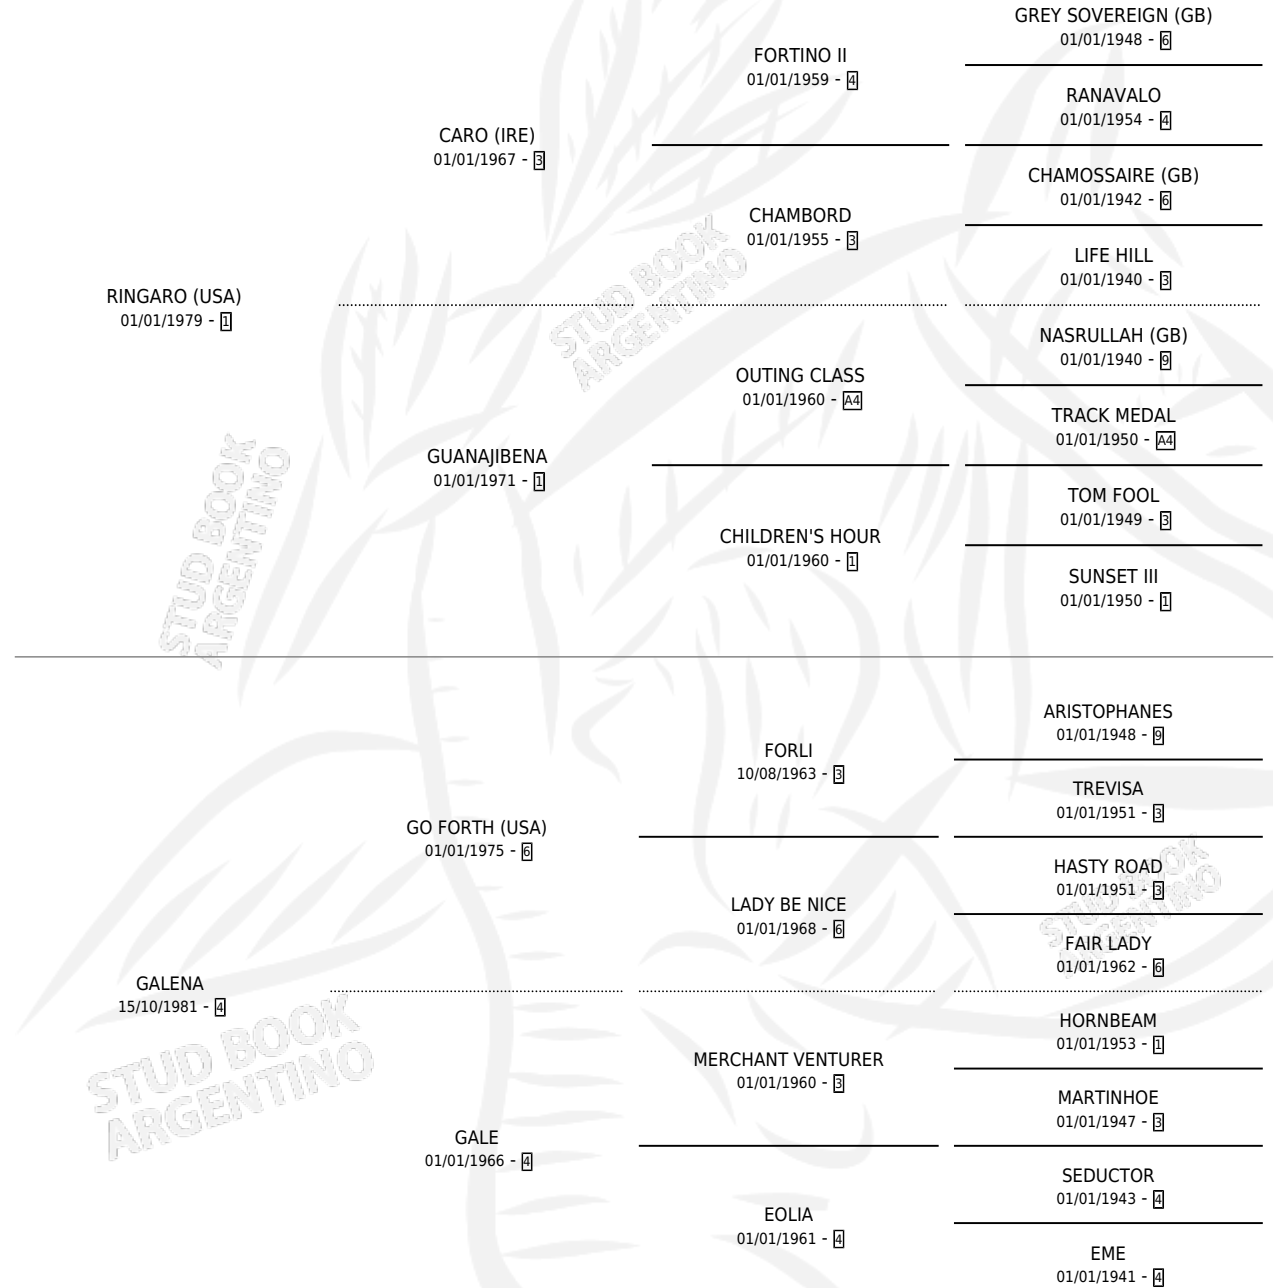 GREY SOVEREIGN (GB)
01/01/1948 - 6
FORTINO II
01/01/1959 - 4
RANAVALO
01/01/1954 - 4
CARO (IRE)
01/01/1967 - 3
CHAMOSSAIRE (GB)
01/01/1942 - 6
CHAMBORD
01/01/1955 - 3
LIFE HILL
01/01/1940 - 3
RINGARO (USA)
01/01/1979 - 1
NASRULLAH (GB)
01/01/1940 - 9
OUTING CLASS
01/01/1960 - A4
TRACK MEDAL
01/01/1950 - A4
GUANAJIBENA
01/01/1971 - 1
TOM FOOL
01/01/1949 - 3
CHILDREN'S HOUR
01/01/1960 - 1
SUNSET III
01/01/1950 - 1
ARISTOPHANES
01/01/1948 - 9
FORLI
10/08/1963 - 3
TREVISA
01/01/1951 - 3
GO FORTH (USA)
01/01/1975 - 6
HASTY ROAD
01/01/1951 - 3
LADY BE NICE
01/01/1968 - 6
FAIR LADY
01/01/1962 - 6
GALENA
15/10/1981 - 4
HORNBEAM
01/01/1953 - 1
MERCHANT VENTURER
01/01/1960 - 3
MARTINHOE
01/01/1947 - 3
GALE
01/01/1966 - 4
SEDUCTOR
01/01/1943 - 4
EOLIA
01/01/1961 - 4
EME
01/01/1941 - 4
STUD BOOK
ARGENTINO
STUD BOOK
ARGENTINO
STUD BOOK
ARGENTINO
STUD BOOK
ARGENTINO